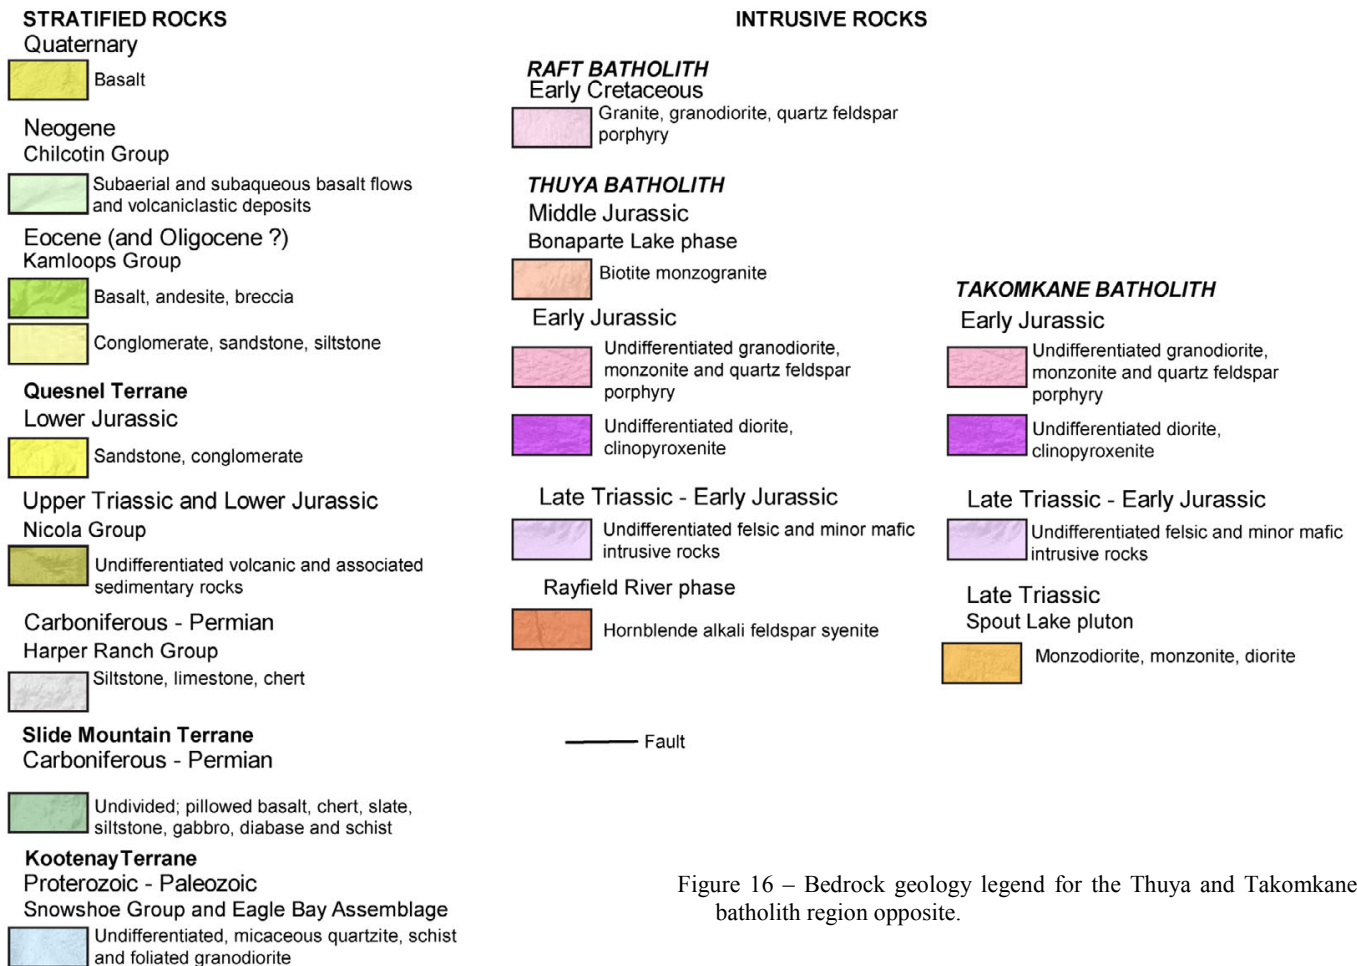 STRATIFIED ROCKS
Quaternary
Basalt
Neogene
Chilcotin Group
Subaerial and subaqueous basalt flows
and volcaniclastic deposits
Eocene (and Oligocene ?)
Kamloops Group
Basalt, andesite, breccia
Conglomerate, sandstone, siltstone
Quesnel Terrane
Lower Jurassic
Sandstone, conglomerate
Upper Triassic and Lower Jurassic
Nicola Group
Undifferentiated volcanic and associated
sedimentary rocks
Carboniferous - Permian
Harper Ranch Group
Siltstone, limestone, chert
Slide Mountain Terrane
Carboniferous - Permian
Undivided; pillowed basalt, chert, slate,
siltstone, gabbro, diabase and schist
KootenayTerrane
Proterozoic - Paleozoic
Snowshoe Group and Eagle Bay Assemblage
Undifferentiated, micaceous quartzite, schist
and foliated granodiorite
INTRUSIVE ROCKS
RAFT BATHOLITH
Early Cretaceous
Granite, granodiorite, quartz feldspar
porphyry
THUYA BATHOLITH
Middle Jurassic
Bonaparte Lake phase
Biotite monzogranite
Early Jurassic
Undifferentiated granodiorite,
monzonite and quartz feldspar
porphyry
Undifferentiated diorite,
clinopyroxenite
Late Triassic - Early Jurassic
Undifferentiated felsic and minor mafic
intrusive rocks
Rayfield River phase
Hornblende alkali feldspar syenite
Fault
TAKOMKANE BATHOLITH
Early Jurassic
Undifferentiated granodiorite,
monzonite and quartz feldspar
porphyry
Undifferentiated diorite,
clinopyroxenite
Late Triassic - Early Jurassic
Undifferentiated felsic and minor mafic
intrusive rocks
Late Triassic
Spout Lake pluton
Monzodiorite, monzonite, diorite
Figure 16 – Bedrock geology legend for the Thuya and Takomkane
batholith region opposite.